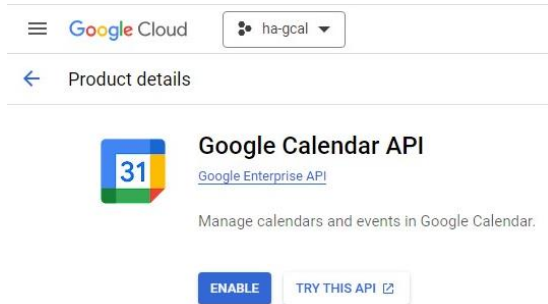 Google Cloud
ha-gcal
Product details
31
Google Calendar API
Google Enterprise API
Manage calendars and events in Google Calendar.
ENABLE
TRY THIS API